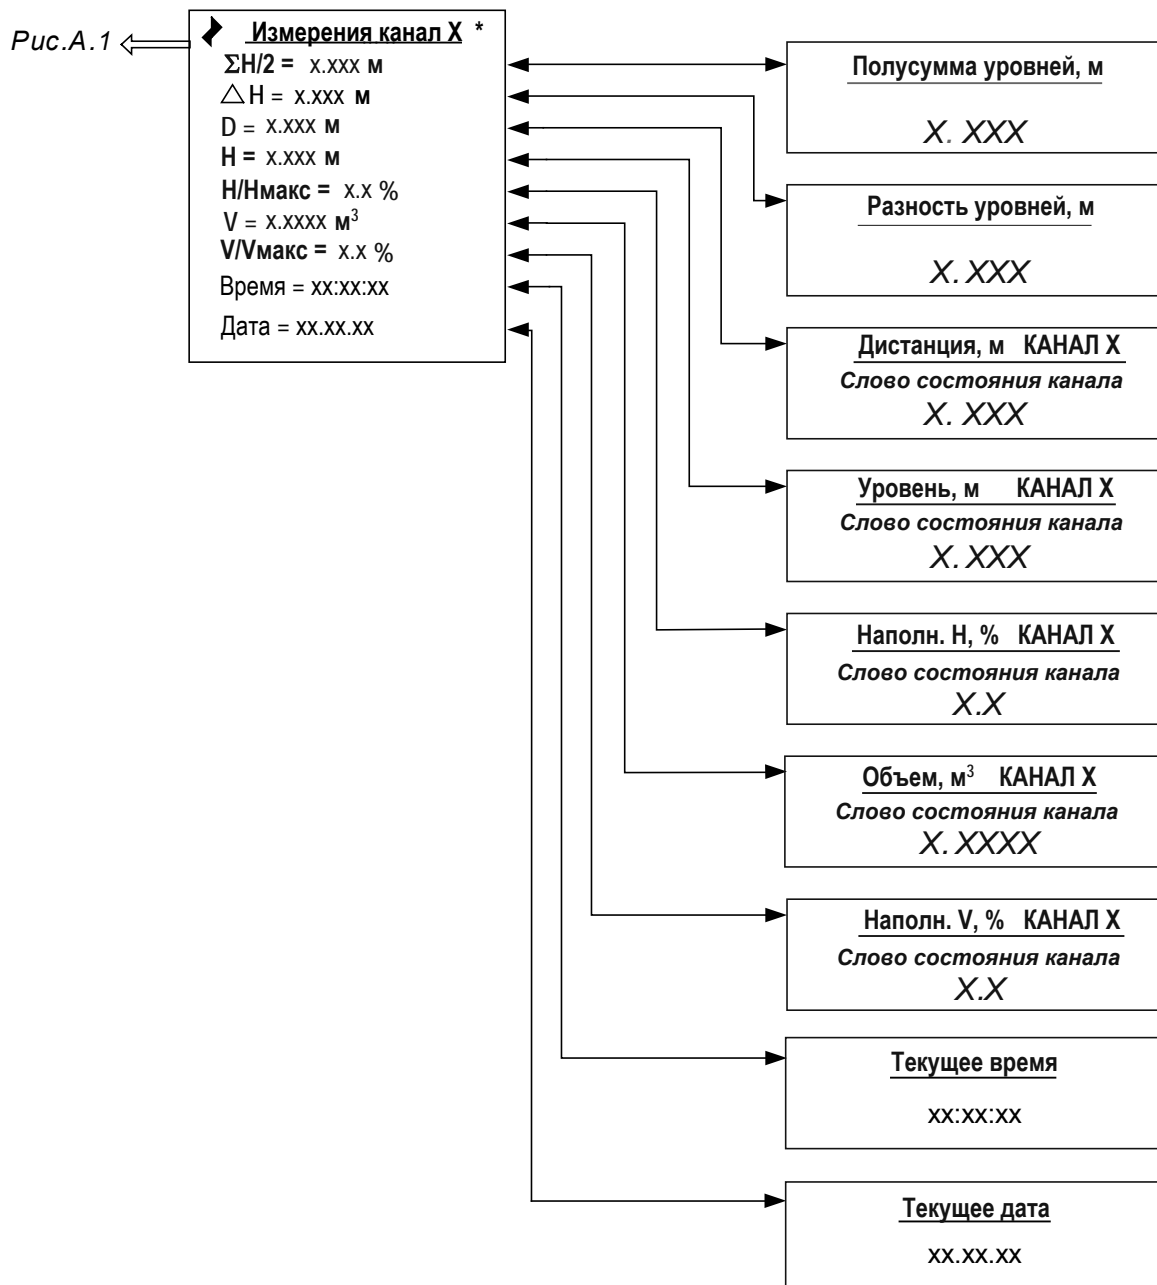 Рис.А.1
Измерения канал X *
ΣH/2 = x.xxx м
△ H = x.xxx м
D = x.xxx м
H = x.xxx м
H/Hмакс = x.x %
V = x.xxxx м³
V/Vмакс = x.x %
Время = xx:xx:xx
Дата = xx.xx.xx
Полусумма уровней, м
X. XXX
Разность уровней, м
X. XXX
Дистанция, м КАНАЛ X
Слово состояния канала
X. XXX
Уровень, м КАНАЛ X
Слово состояния канала
X. XXX
Наполн. H, % КАНАЛ X
Слово состояния канала
X.X
Объем, м³ КАНАЛ X
Слово состояния канала
X. XXXX
Наполн. V, % КАНАЛ X
Слово состояния канала
X.X
Текущее время
xx:xx:xx
Текущее дата
xx.xx.xx